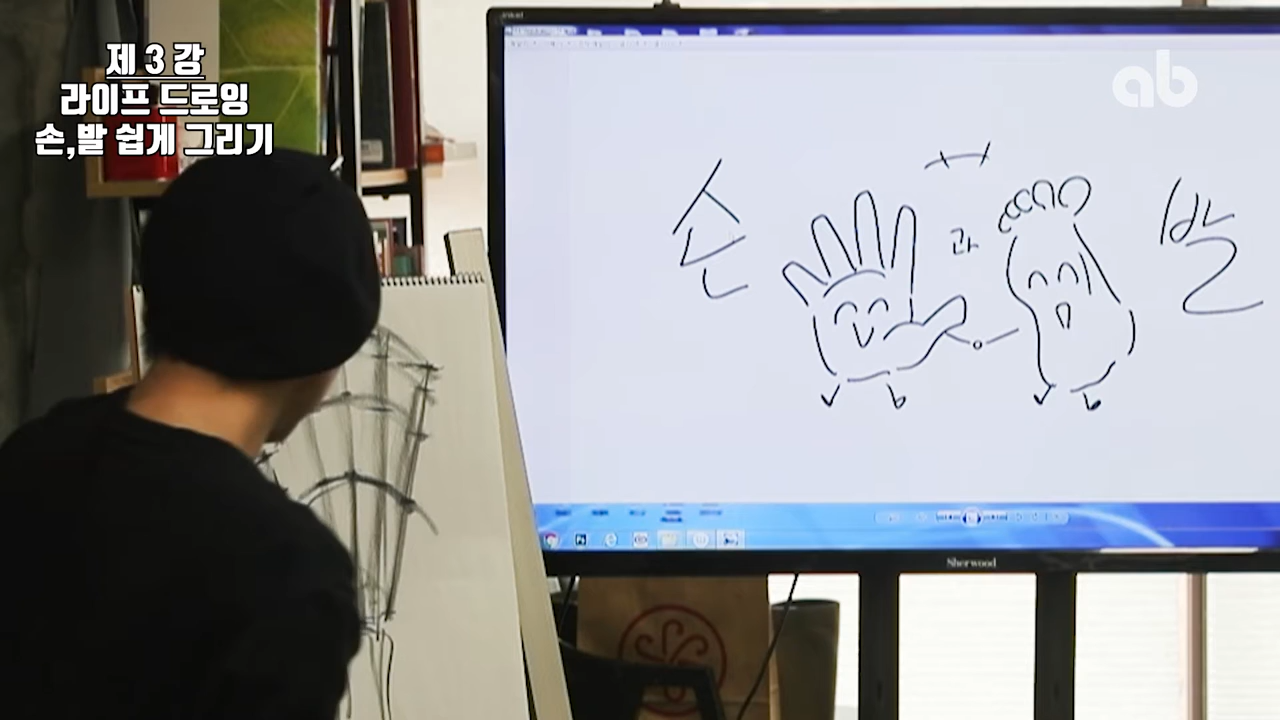 제 3 강
라이프 드로잉
손,발 쉽게 그리기
ab
손 과 발
Sherwood